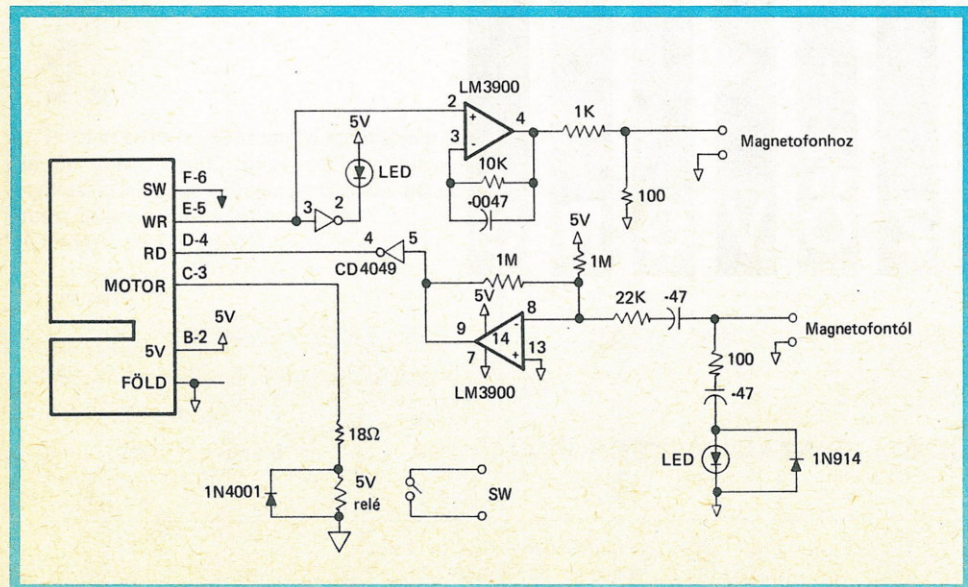 LM3900
2
+
4
3
-
1K
10K
-0047
100
Magnetofonhoz
5V
LED
3
2
SW
F-6
WR
E-5
RD
D-4
MOTOR
C-3
5V
B-2
5V
FÖLD
4
5
CD4049
1M
5V
1M
5V
9
14
7
8
-
+
13
LM3900
22K
-47
Magnetofontól
100
-47
LED
1N914
18Ω
1N4001
5V
relé
SW